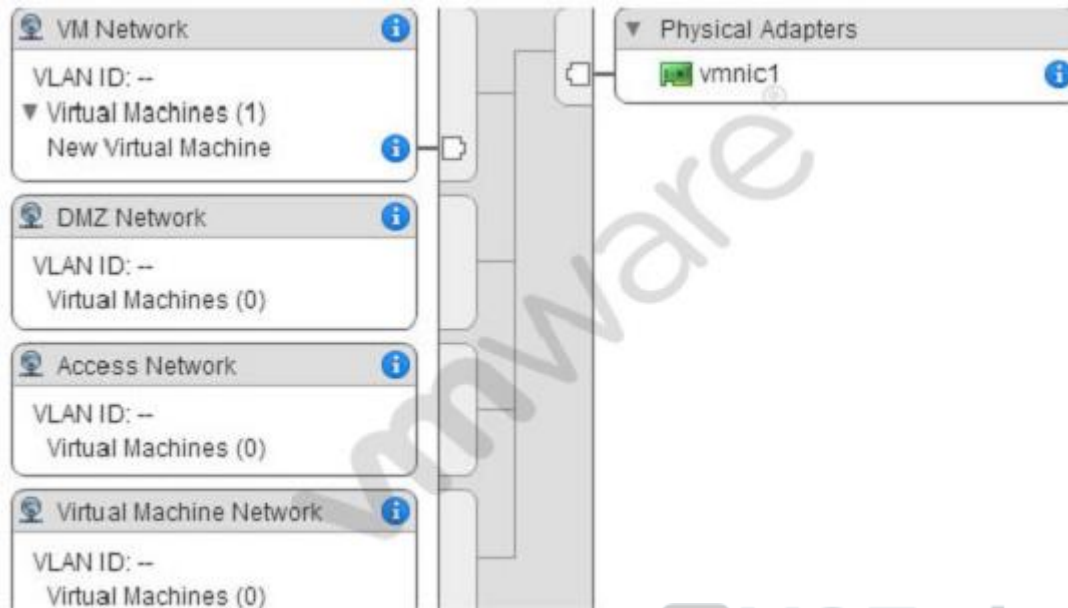 VM Network
VLAN ID: --
Virtual Machines (1)
New Virtual Machine
DMZ Network
VLAN ID: --
Virtual Machines (0)
Access Network
VLAN ID: --
Virtual Machines (0)
Virtual Machine Network
VLAN ID: --
Virtual Machines (0)
Physical Adapters
vmnic1
vmware®